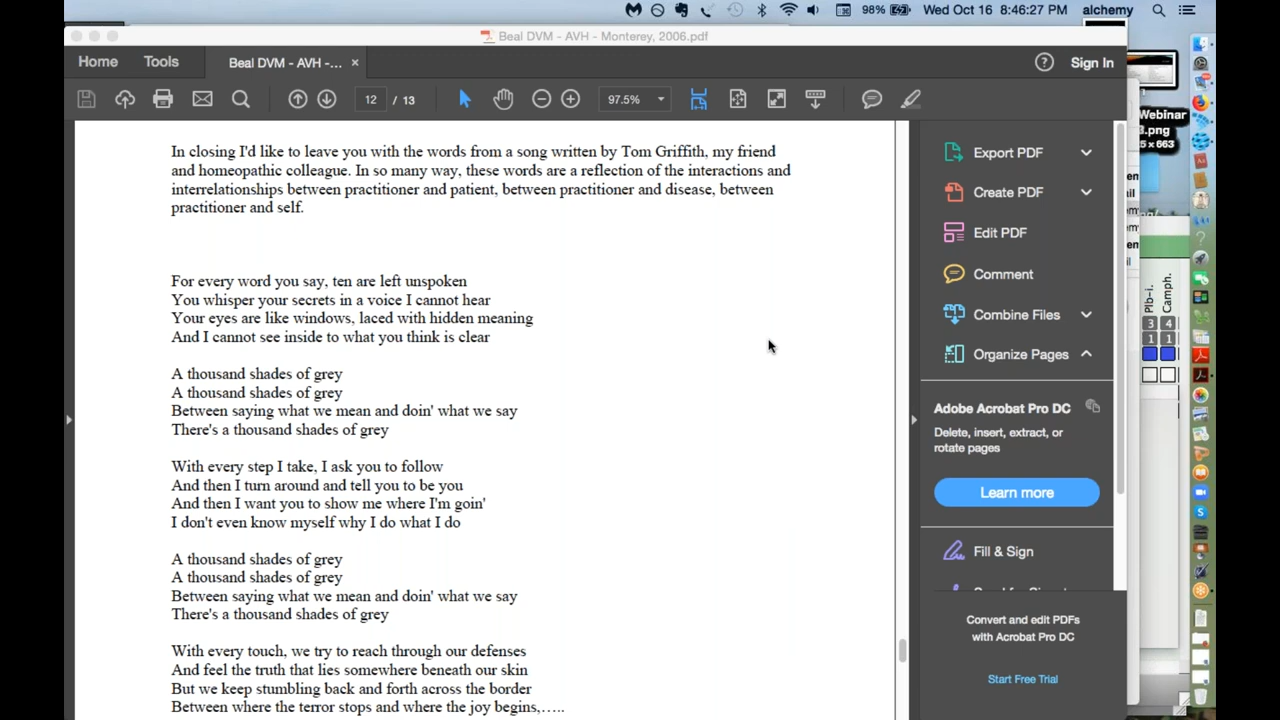 98%
Wed Oct 16 8:46:27 PM
alchemy
Beal DVM - AVH - Monterey, 2006.pdf
Home
Tools
Beal DVM - AVH -...
Sign In
12 / 13
97.5%
In closing I'd like to leave you with the words from a song written by Tom Griffith, my friend
and homeopathic colleague. In so many way, these words are a reflection of the interactions and
interrelationships between practitioner and patient, between practitioner and disease, between
practitioner and self.
For every word you say, ten are left unspoken
You whisper your secrets in a voice I cannot hear
Your eyes are like windows, laced with hidden meaning
And I cannot see inside to what you think is clear
A thousand shades of grey
A thousand shades of grey
Between saying what we mean and doin' what we say
There's a thousand shades of grey
With every step I take, I ask you to follow
And then I turn around and tell you to be you
And then I want you to show me where I'm goin'
I don't even know myself why I do what I do
A thousand shades of grey
A thousand shades of grey
Between saying what we mean and doin' what we say
There's a thousand shades of grey
With every touch, we try to reach through our defenses
And feel the truth that lies somewhere beneath our skin
But we keep stumbling back and forth across the border
Between where the terror stops and where the joy begins,…..
Export PDF
Create PDF
Edit PDF
Comment
Combine Files
Organize Pages
Adobe Acrobat Pro DC
Delete, insert, extract, or
rotate pages
Learn more
Fill & Sign
Convert and edit PDFs
with Acrobat Pro DC
Start Free Trial
Webinar
3.png
5 x 663
Plb-i.
Camph.
3 4
1 1